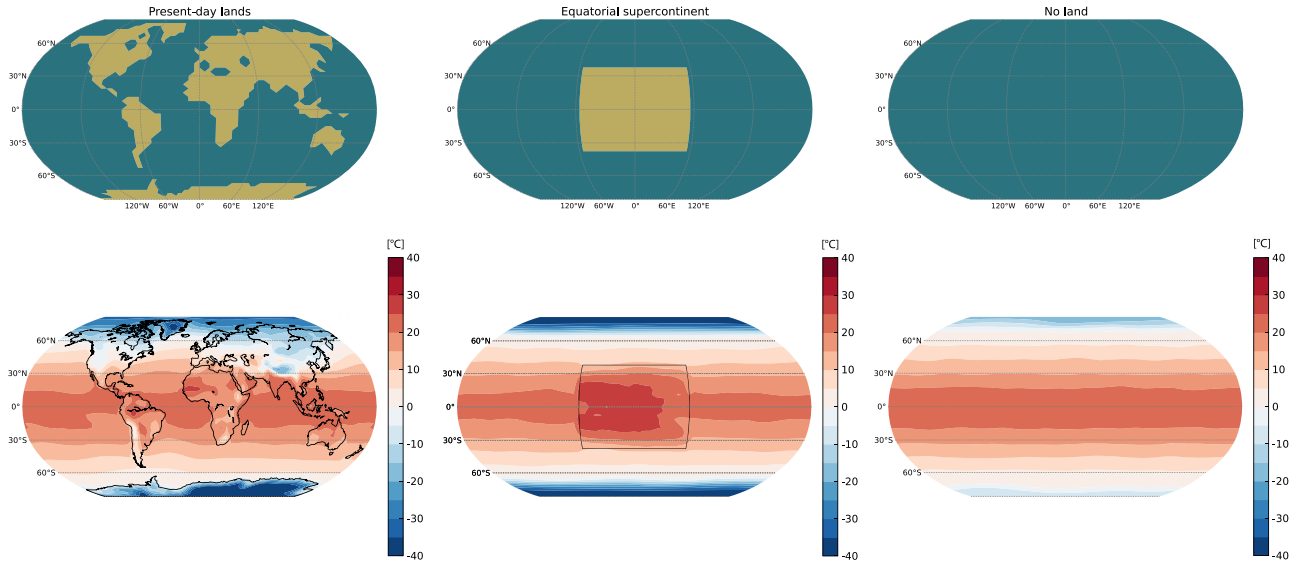 Present-day lands
60°N
30°N
0°
30°S
60°S
120°W 60°W 0° 60°E 120°E
Equatorial supercontinent
60°N
30°N
0°
30°S
60°S
120°W 60°W 0° 60°E 120°E
No land
60°N
30°N
0°
30°S
60°S
120°W 60°W 0° 60°E 120°E
60°N
30°N
0°
30°S
60°S
[°C]
40
30
20
10
0
-10
-20
-30
-40
60°N
30°N
0°
30°S
60°S
[°C]
40
30
20
10
0
-10
-20
-30
-40
60°N
30°N
0°
30°S
60°S
[°C]
40
30
20
10
0
-10
-20
-30
-40